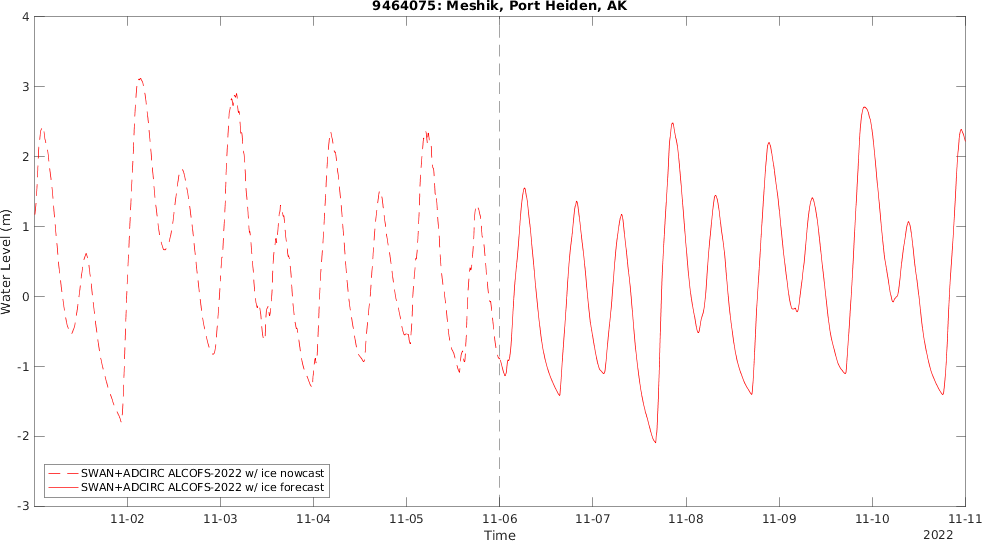 9464075: Meshik, Port Heiden, AK
4
3
2
1
0
-1
-2
-3
Water Level (m)
SWAN+ADCIRC ALCOFS-2022 w/ ice nowcast
SWAN+ADCIRC ALCOFS-2022 w/ ice forecast
11-02 11-03 11-04 11-05 11-06 11-07 11-08 11-09 11-10 11-11
Time
2022